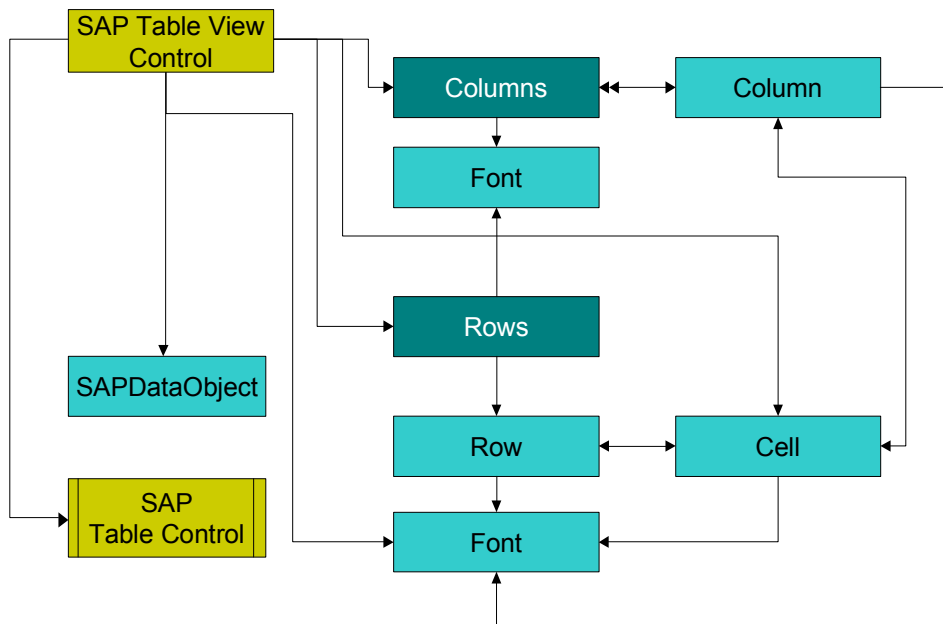 SAP Table View
Control
Columns
Column
Font
Rows
SAPDataObject
Row
Cell
SAP
Table Control
Font